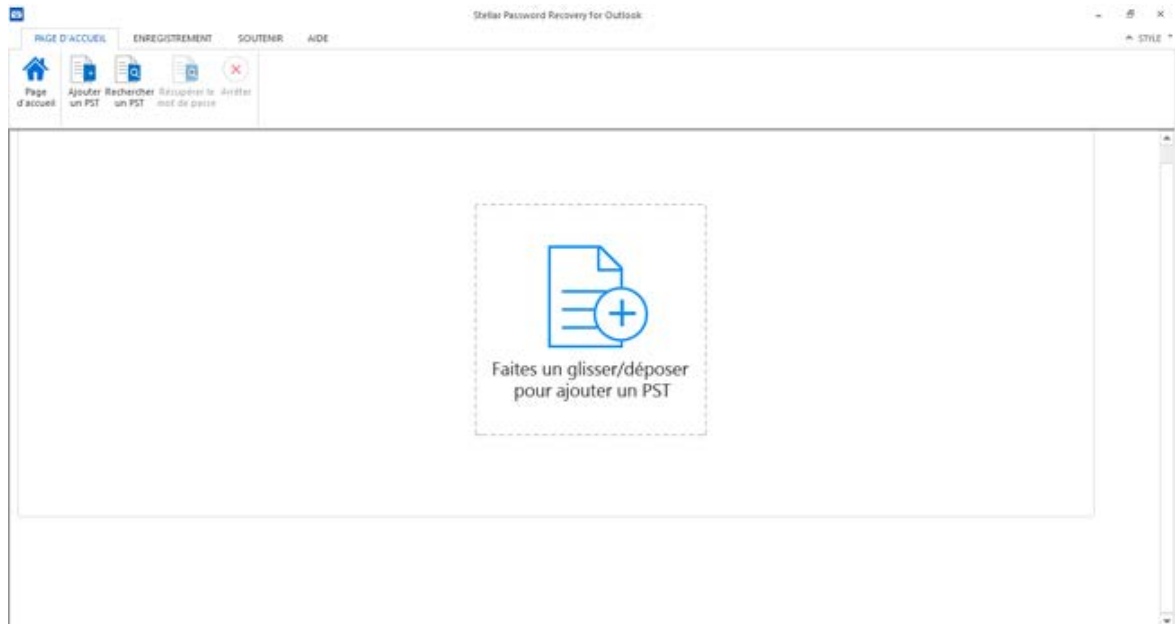 Stellar Password Recovery for Outlook
PAGE D'ACCUEIL ENREGISTREMENT SOUTENIR AIDE
STYLE
Page
d'accueil
Ajouter
un PST
Rechercher
un PST
Récupérer le
mot de passe
Arrêter
Faites un glisser/déposer
pour ajouter un PST